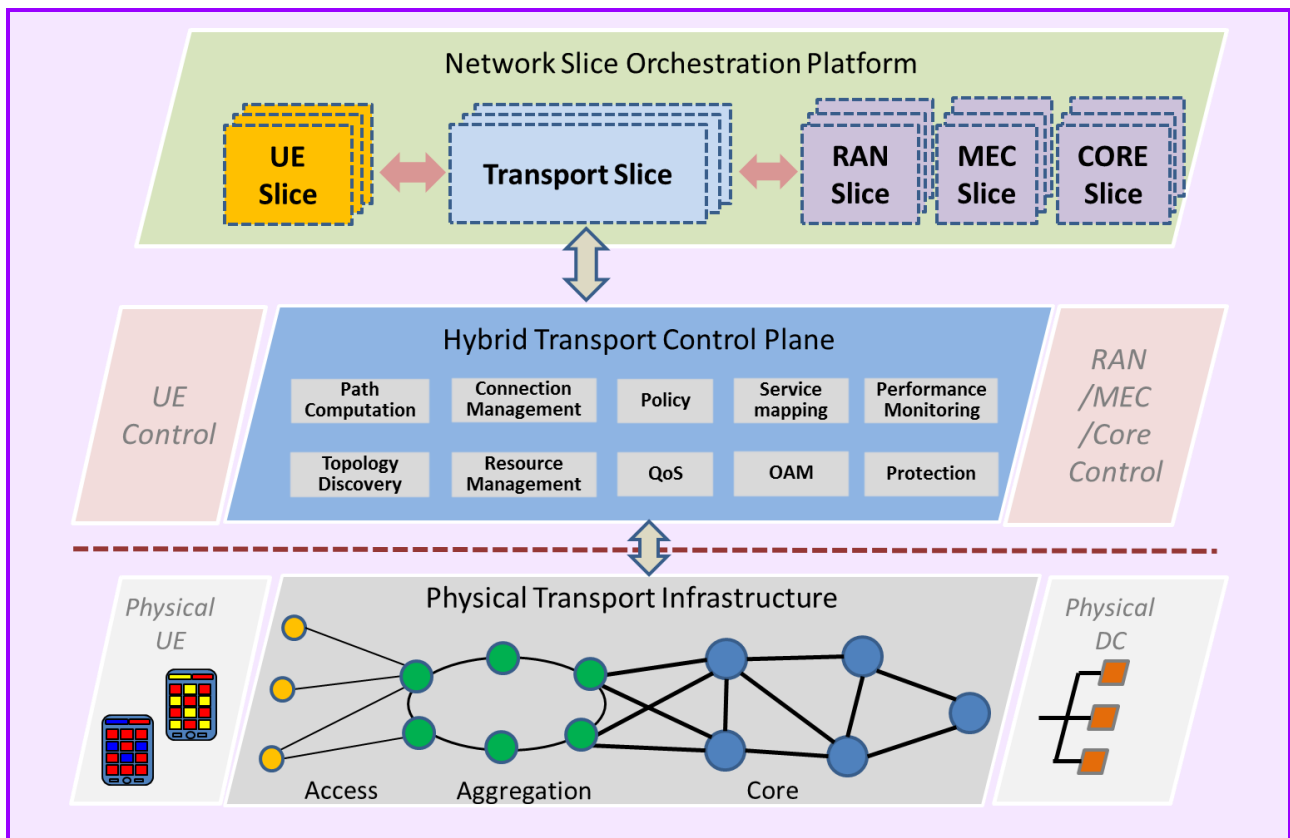 Network Slice Orchestration Platform
UE
Slice
Transport Slice
RAN
Slice
MEC
Slice
CORE
Slice
UE
Control
Hybrid Transport Control Plane
Path
Computation
Connection
Management
Policy
Service
mapping
Performance
Monitoring
Topology
Discovery
Resource
Management
QoS
OAM
Protection
RAN
/MEC
/Core
Control
Physical
UE
Physical Transport Infrastructure
Access
Aggregation
Core
Physical
DC